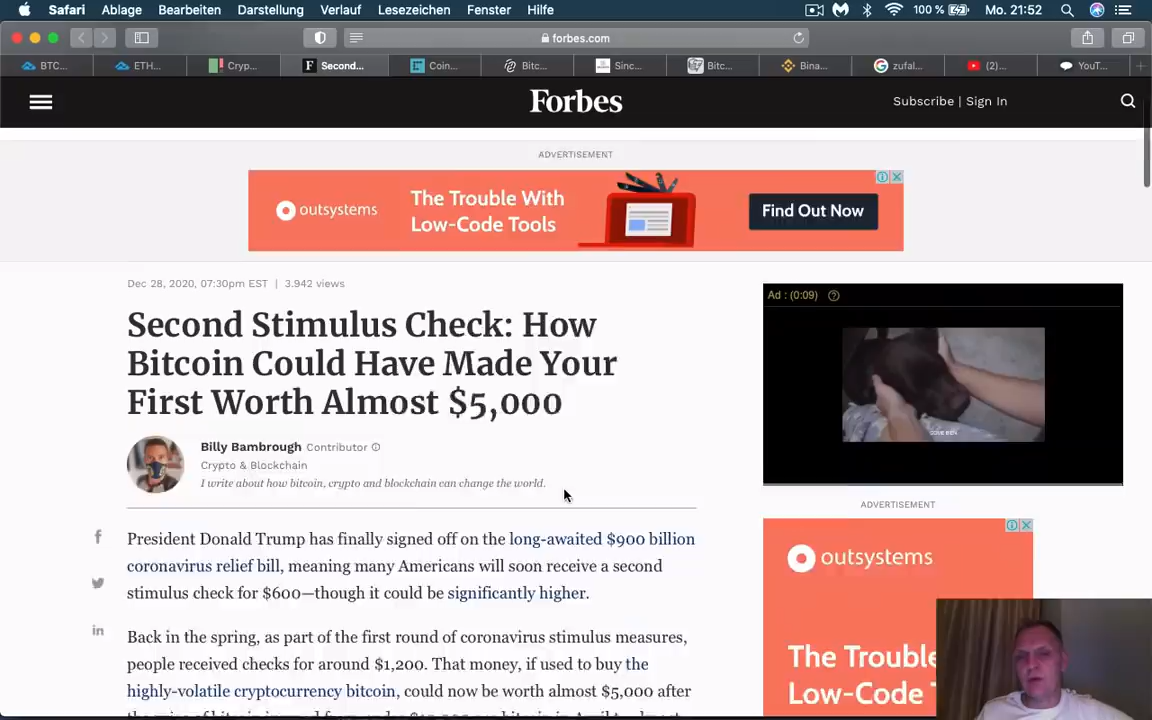 Safari Ablage Bearbeiten Darstellung Verlauf Lesezeichen Fenster Hilfe 100 % Mo. 21:52
forbes.com
BTC... ETH... Cryp... Second... Coin... Bitc... Sinc... Bitc... Bina... zufal... (2)... YouT...
Forbes
Subscribe | Sign In
ADVERTISEMENT
outsystems
The Trouble With
Low-Code Tools
Find Out Now
Dec 28, 2020, 07:30pm EST | 3.942 views
Second Stimulus Check: How
Bitcoin Could Have Made Your
First Worth Almost $5,000
Billy Bambrough Contributor
Crypto & Blockchain
I write about how bitcoin, crypto and blockchain can change the world.
President Donald Trump has finally signed off on the long-awaited $900 billion
coronavirus relief bill, meaning many Americans will soon receive a second
stimulus check for $600—though it could be significantly higher.
Back in the spring, as part of the first round of coronavirus stimulus measures,
people received checks for around $1,200. That money, if used to buy the
highly-volatile cryptocurrency bitcoin, could now be worth almost $5,000 after
Ad : (0:09)
ADVERTISEMENT
outsystems
The Trouble
Low-Code